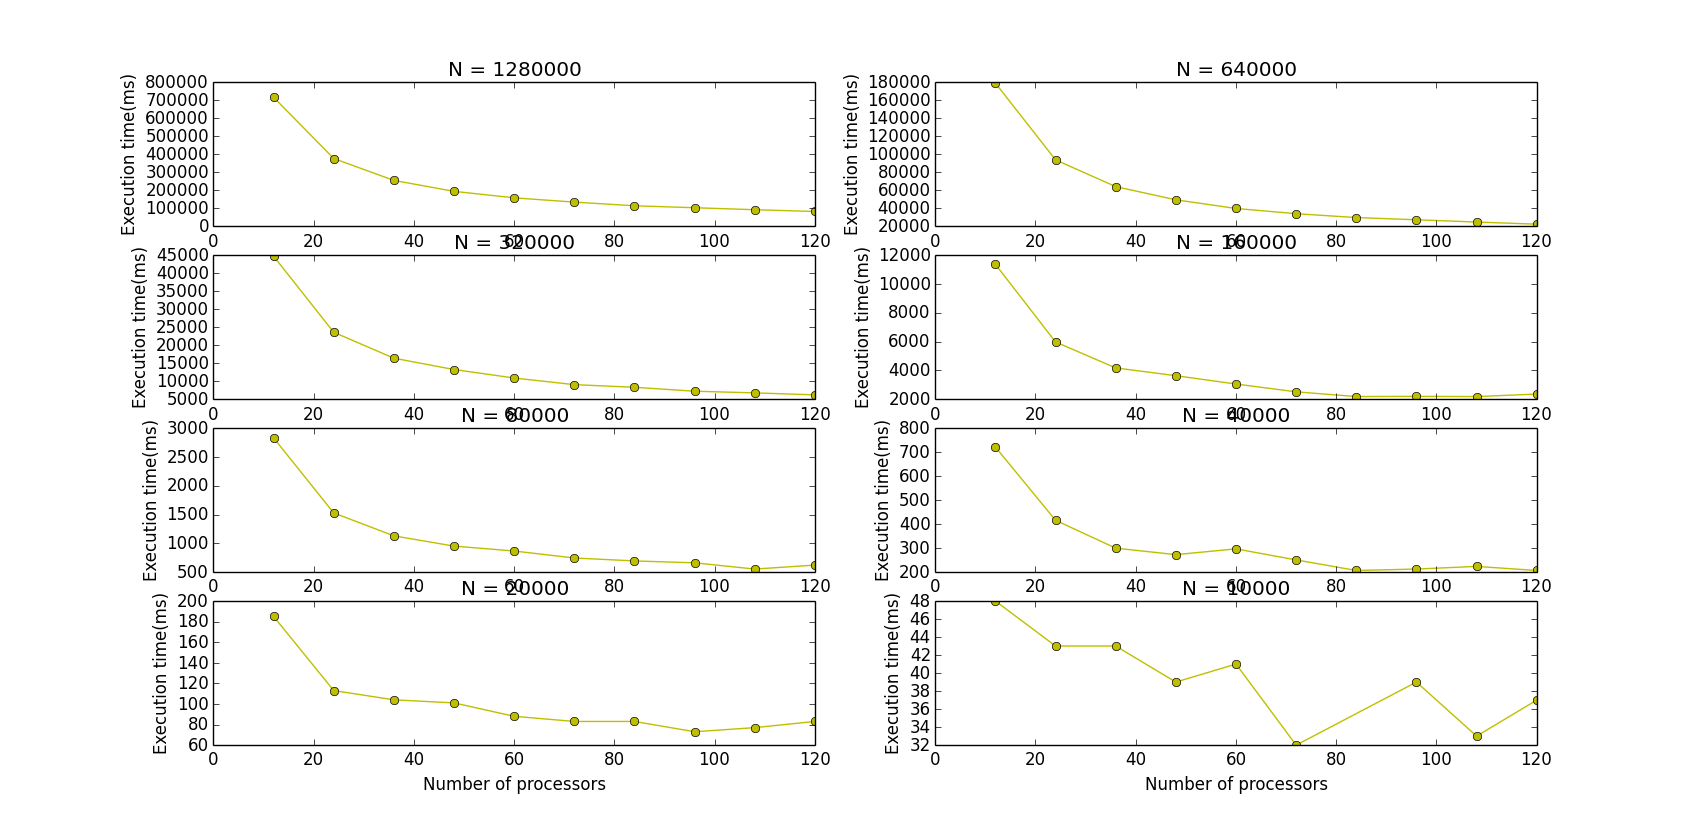 N = 1280000
Execution time(ms)
800000
700000
600000
500000
400000
300000
200000
100000
0
0 20 40 60 80 100 120
N = 640000
Execution time(ms)
180000
160000
140000
120000
100000
80000
60000
40000
20000
0 20 40 60 80 100 120
N = 320000
Execution time(ms)
45000
40000
35000
30000
25000
20000
15000
10000
5000
0 20 40 60 80 100 120
N = 160000
Execution time(ms)
12000
10000
8000
6000
4000
2000
0 20 40 60 80 100 120
N = 80000
Execution time(ms)
3000
2500
2000
1500
1000
500
0 20 40 60 80 100 120
N = 40000
Execution time(ms)
800
700
600
500
400
300
200
0 20 40 60 80 100 120
N = 20000
Execution time(ms)
200
180
160
140
120
100
80
60
0 20 40 60 80 100 120
Number of processors
N = 10000
Execution time(ms)
48
46
44
42
40
38
36
34
32
0 20 40 60 80 100 120
Number of processors